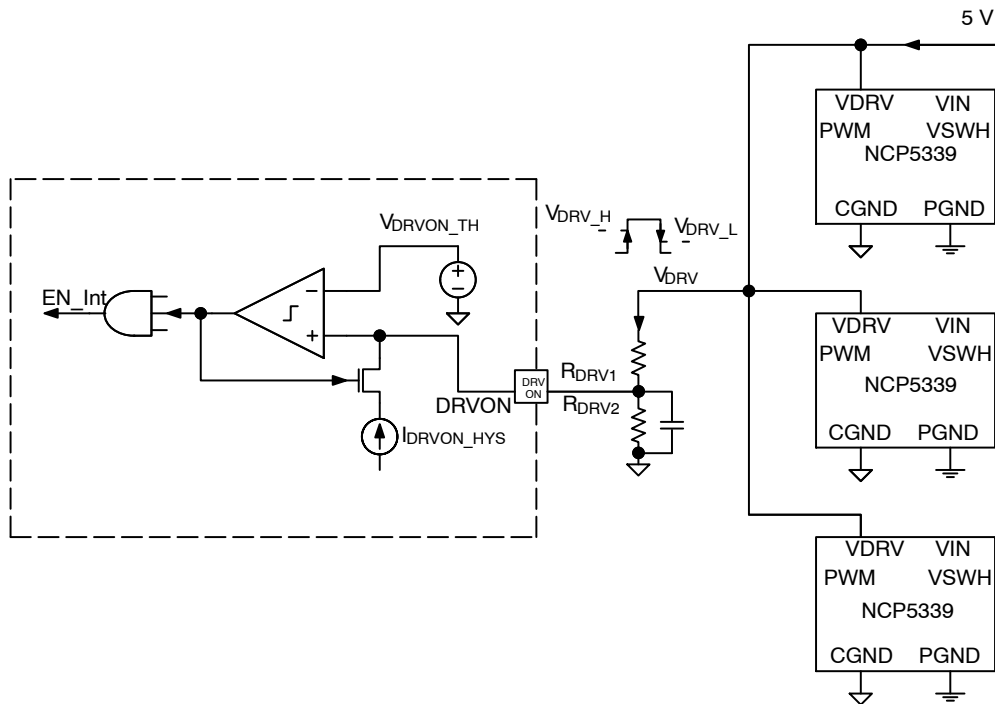 5 V
VDRV VIN
PWM VSWH
NCP5339
CGND PGND
VDRVON_TH
VDRV_H
VDRV_L
EN_Int
+
−
−
+
VDRV
VDRV VIN
PWM VSWH
NCP5339
CGND PGND
DRV
ON
RDRV1
RDRV2
DRVON
IDRVON_HYS
VDRV VIN
PWM VSWH
NCP5339
CGND PGND